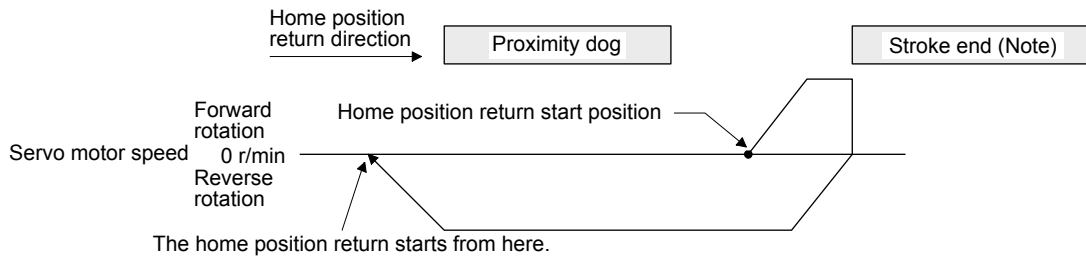 Home position
return direction
Proximity dog
Stroke end (Note)
Home position return start position
Forward
rotation
Servo motor speed
0 r/min
Reverse
rotation
The home position return starts from here.